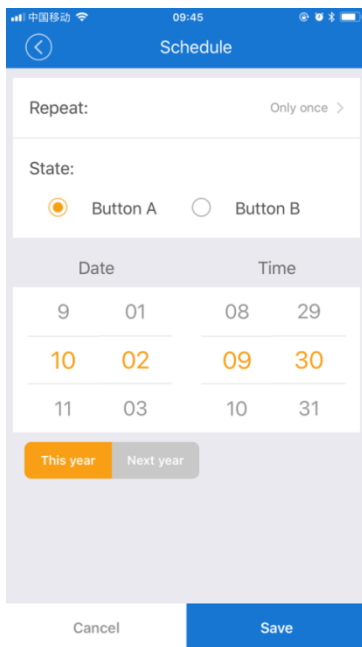 中国移动 09:45
Schedule
Repeat: Only once
State:
Button A Button B
Date Time
9 01 08 29
10 02 09 30
11 03 10 31
This year Next year
Cancel Save